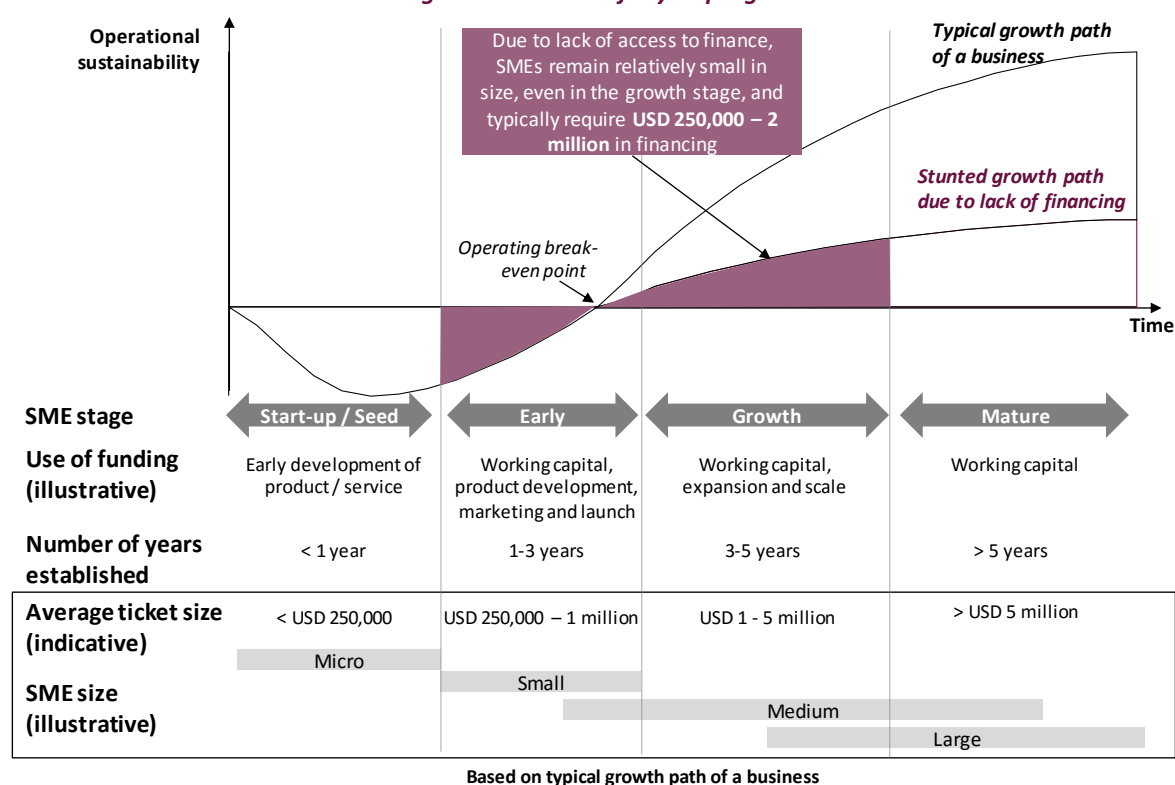 Operational
sustainability
Due to lack of access to finance,
SMEs remain relatively small in
size, even in the growth stage, and
typically require USD 250,000 – 2
million in financing
Typical growth path
of a business
Stunted growth path
due to lack of financing
Operating break-
even point
Time
SME stage
Start-up / Seed
Early
Growth
Mature
Use of funding
(illustrative)
Early development of
product / service
Working capital,
product development,
marketing and launch
Working capital,
expansion and scale
Working capital
Number of years
established
< 1 year
1-3 years
3-5 years
> 5 years
Average ticket size
(indicative)
< USD 250,000
USD 250,000 – 1 million
USD 1 - 5 million
> USD 5 million
SME size
(illustrative)
Micro
Small
Medium
Large
Based on typical growth path of a business